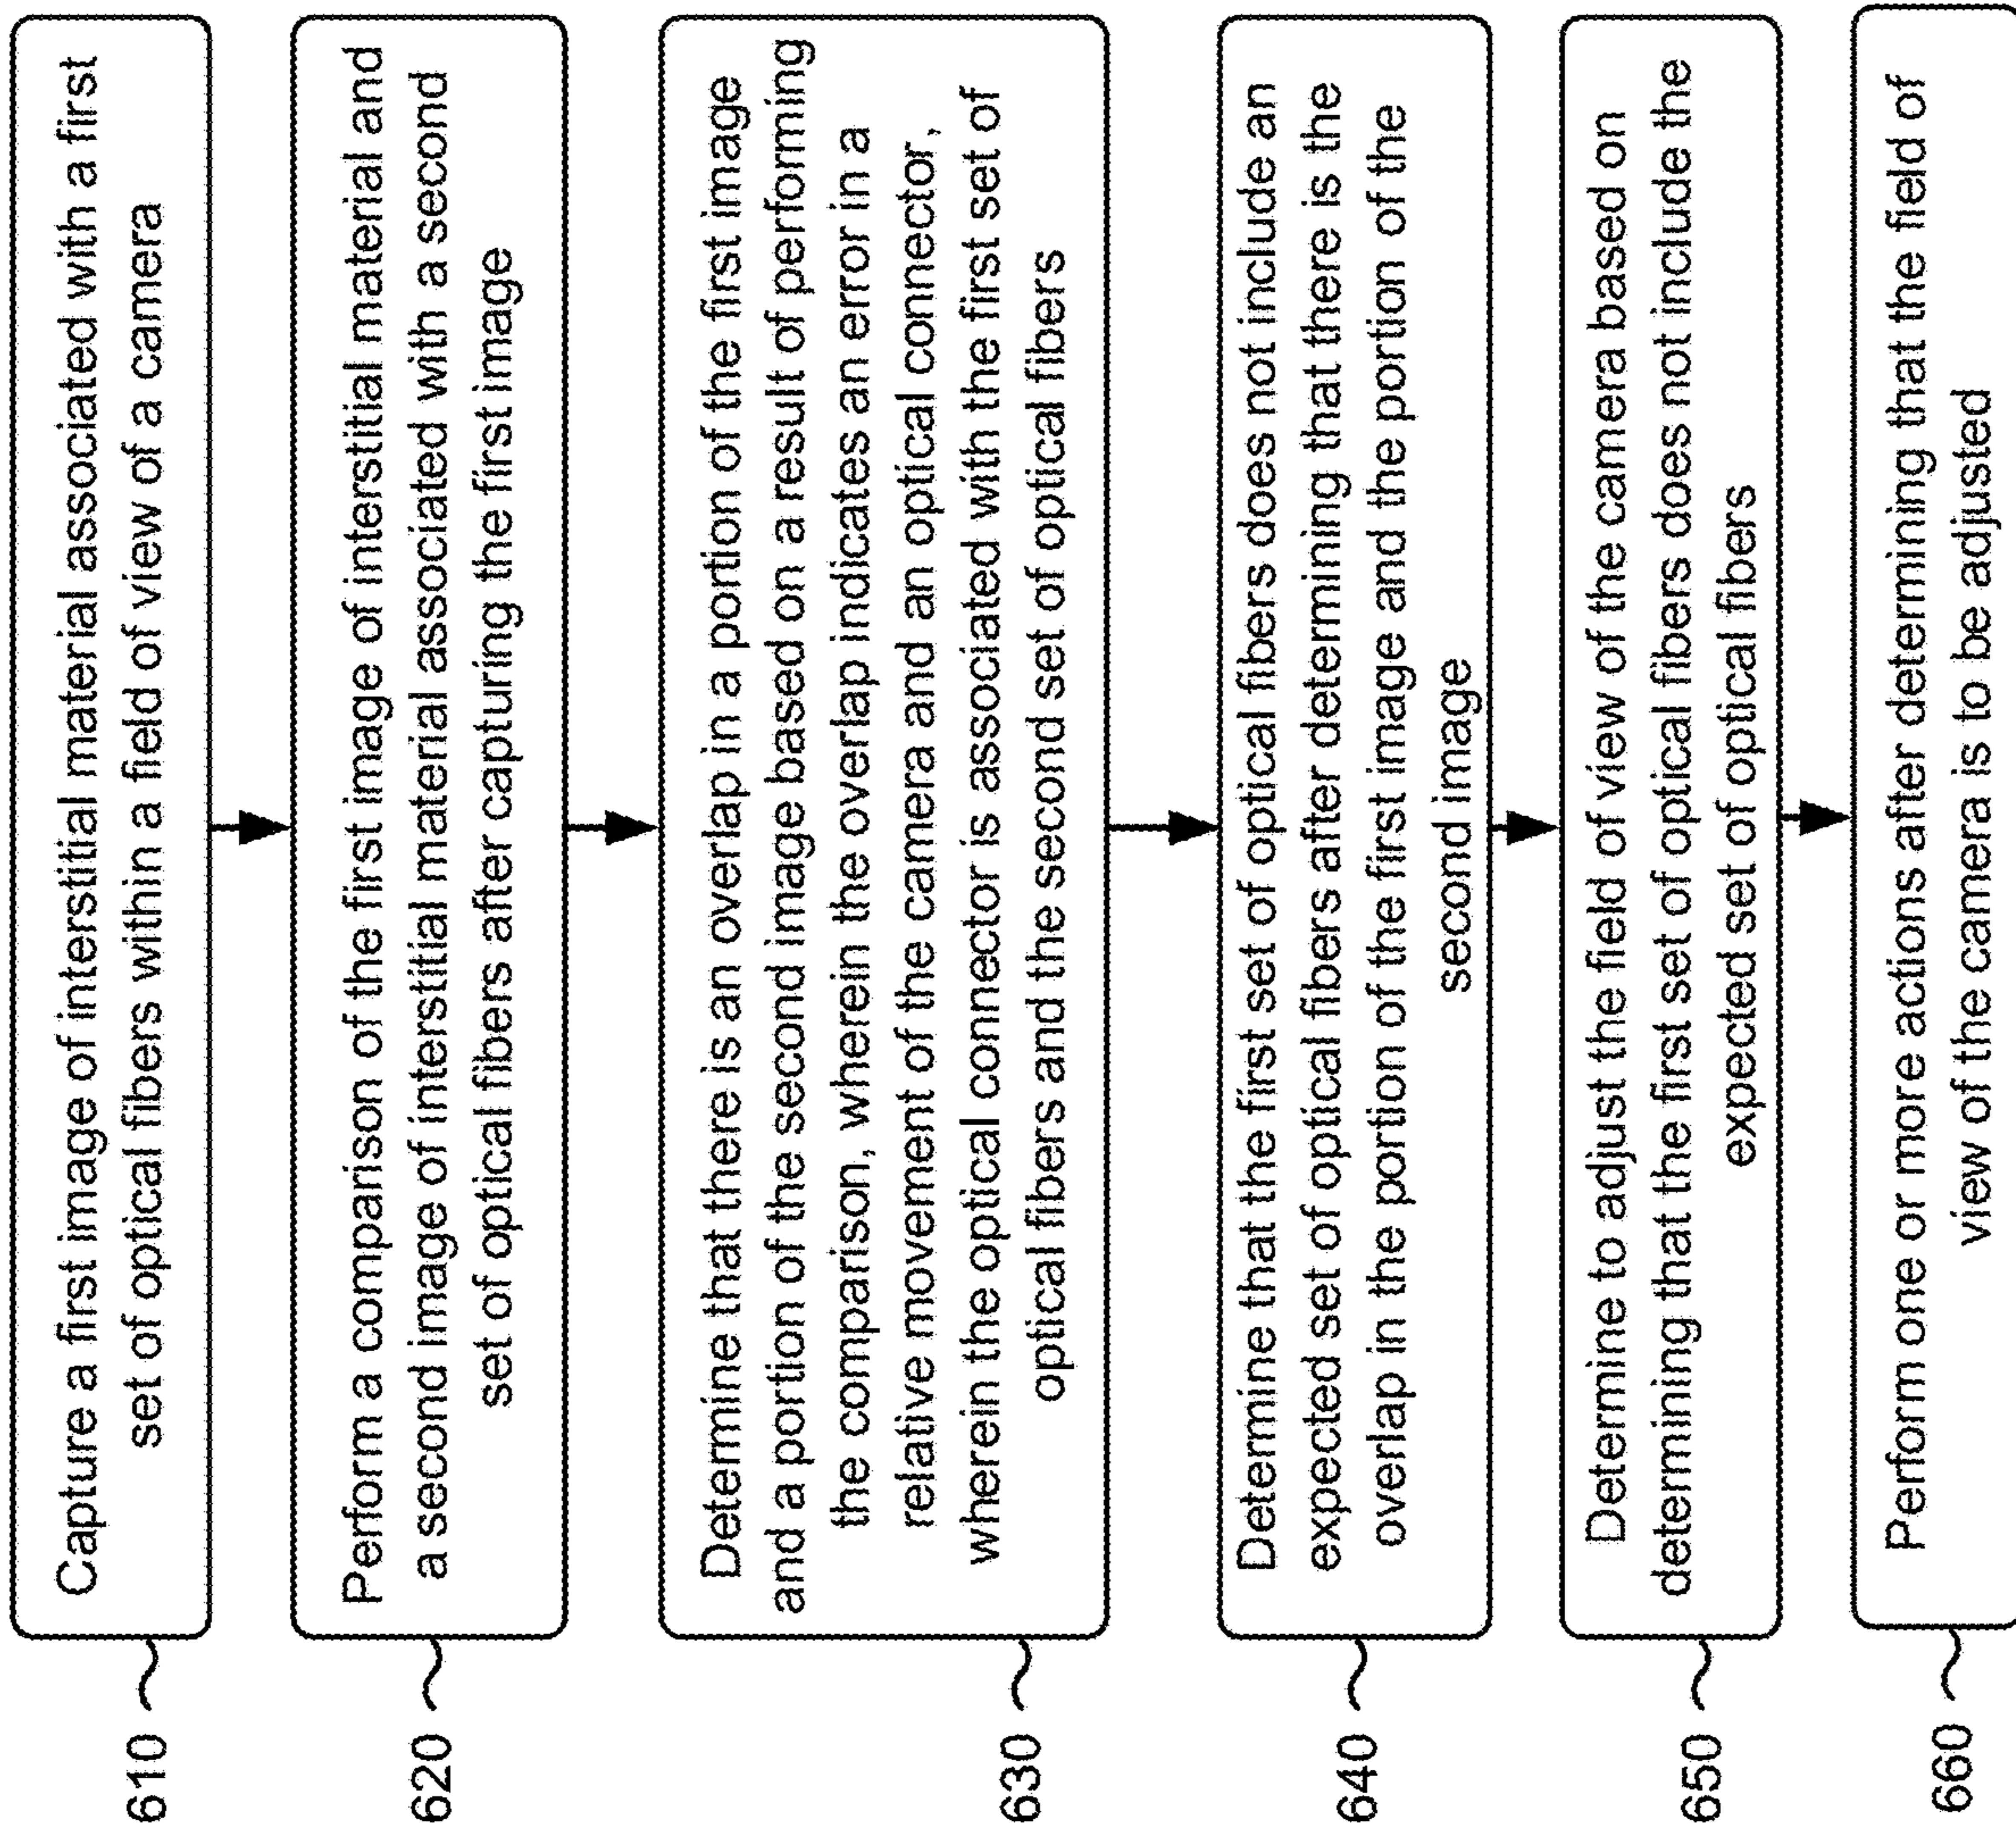 610
Capture a first image of interstitial material associated with a first
set of optical fibers within a field of view of a camera
620
Perform a comparison of the first image of interstitial material and
a second image of interstitial material associated with a second
set of optical fibers after capturing the first image
630
Determine that there is an overlap in a portion of the first image
and a portion of the second image based on a result of performing
the comparison, wherein the overlap indicates an error in a
relative movement of the camera and an optical connector,
wherein the optical connector is associated with the first set of
optical fibers and the second set of optical fibers
640
Determine that the first set of optical fibers does not include an
expected set of optical fibers after determining that there is the
overlap in the portion of the first image and the portion of the
second image
650
Determine to adjust the field of view of the camera based on
determining that the first set of optical fibers does not include the
expected set of optical fibers
660
Perform one or more actions after determining that the field of
view of the camera is to be adjusted